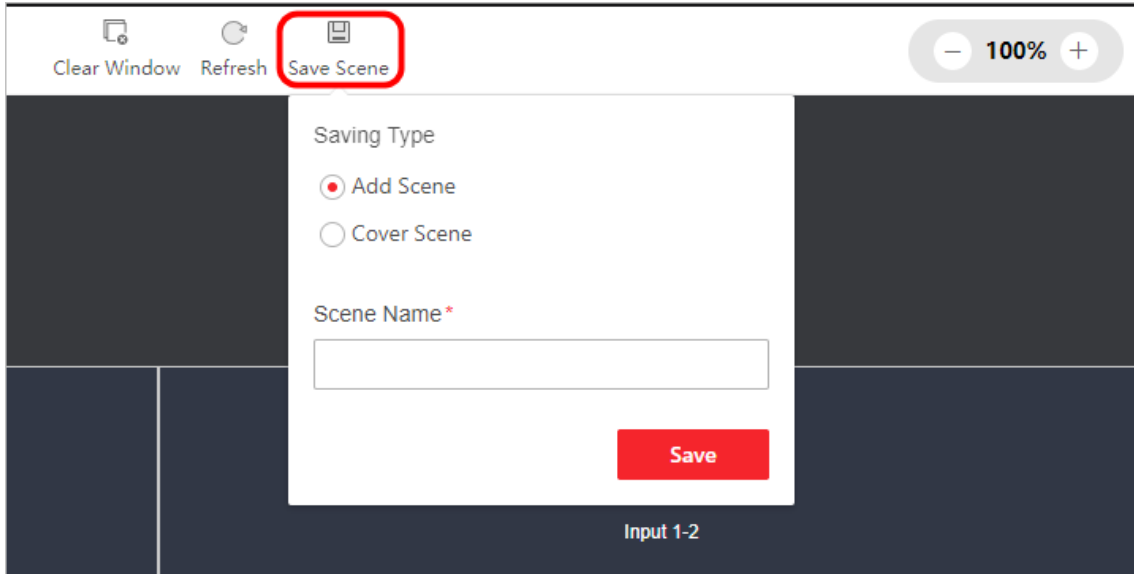 Clear Window Refresh Save Scene
− 100% +
Saving Type
Add Scene
Cover Scene
Scene Name*
Save
Input 1-2